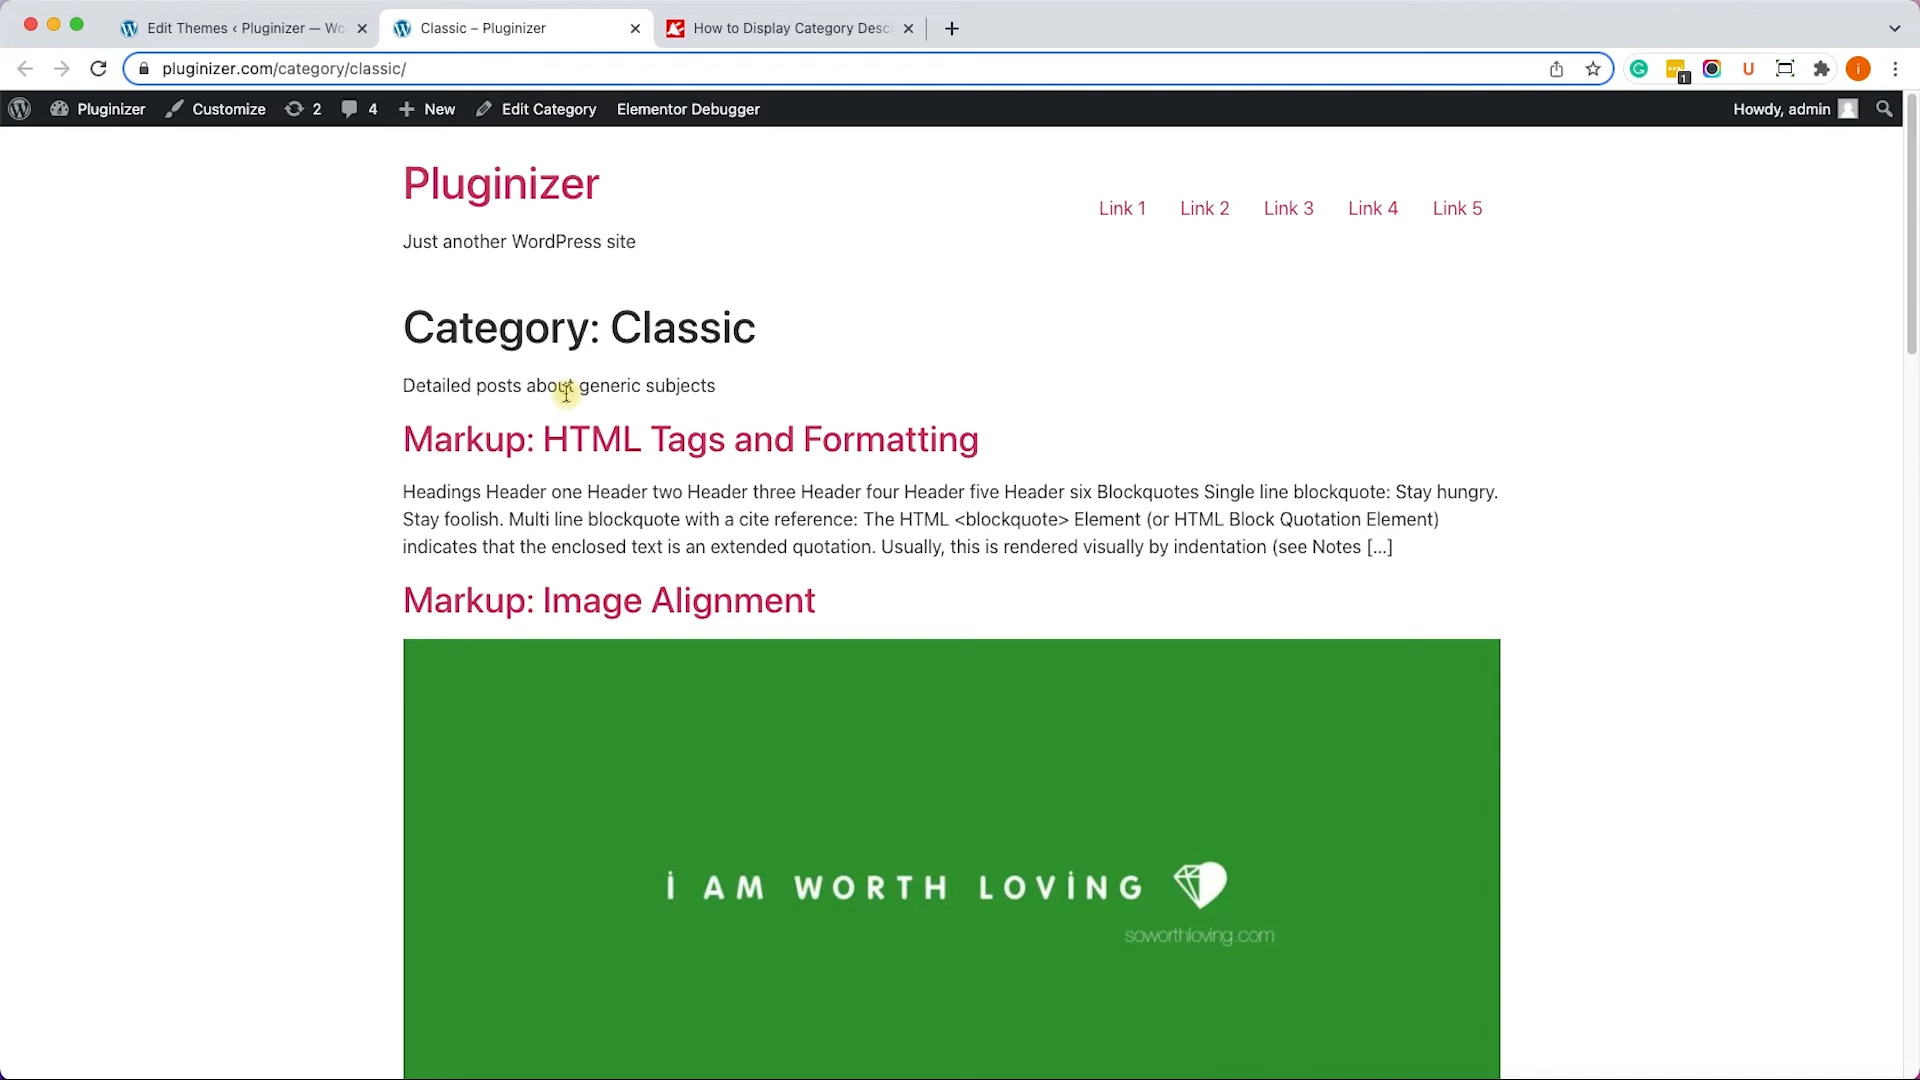 Edit Themes ‹ Pluginizer — Wo
Classic – Pluginizer
How to Display Category Desc
pluginizer.com/category/classic/
1
Pluginizer
Customize
2
4
New
Edit Category
Elementor Debugger
Howdy, admin
Pluginizer
Link 1
Link 2
Link 3
Link 4
Link 5
Just another WordPress site
Category: Classic
Detailed posts about generic subjects
Markup: HTML Tags and Formatting
Headings Header one Header two Header three Header four Header five Header six Blockquotes Single line blockquote: Stay hungry.
Stay foolish. Multi line blockquote with a cite reference: The HTML <blockquote> Element (or HTML Block Quotation Element)
indicates that the enclosed text is an extended quotation. Usually, this is rendered visually by indentation (see Notes […]
Markup: Image Alignment
i AM WORTH LOViNG
soworthloving.com